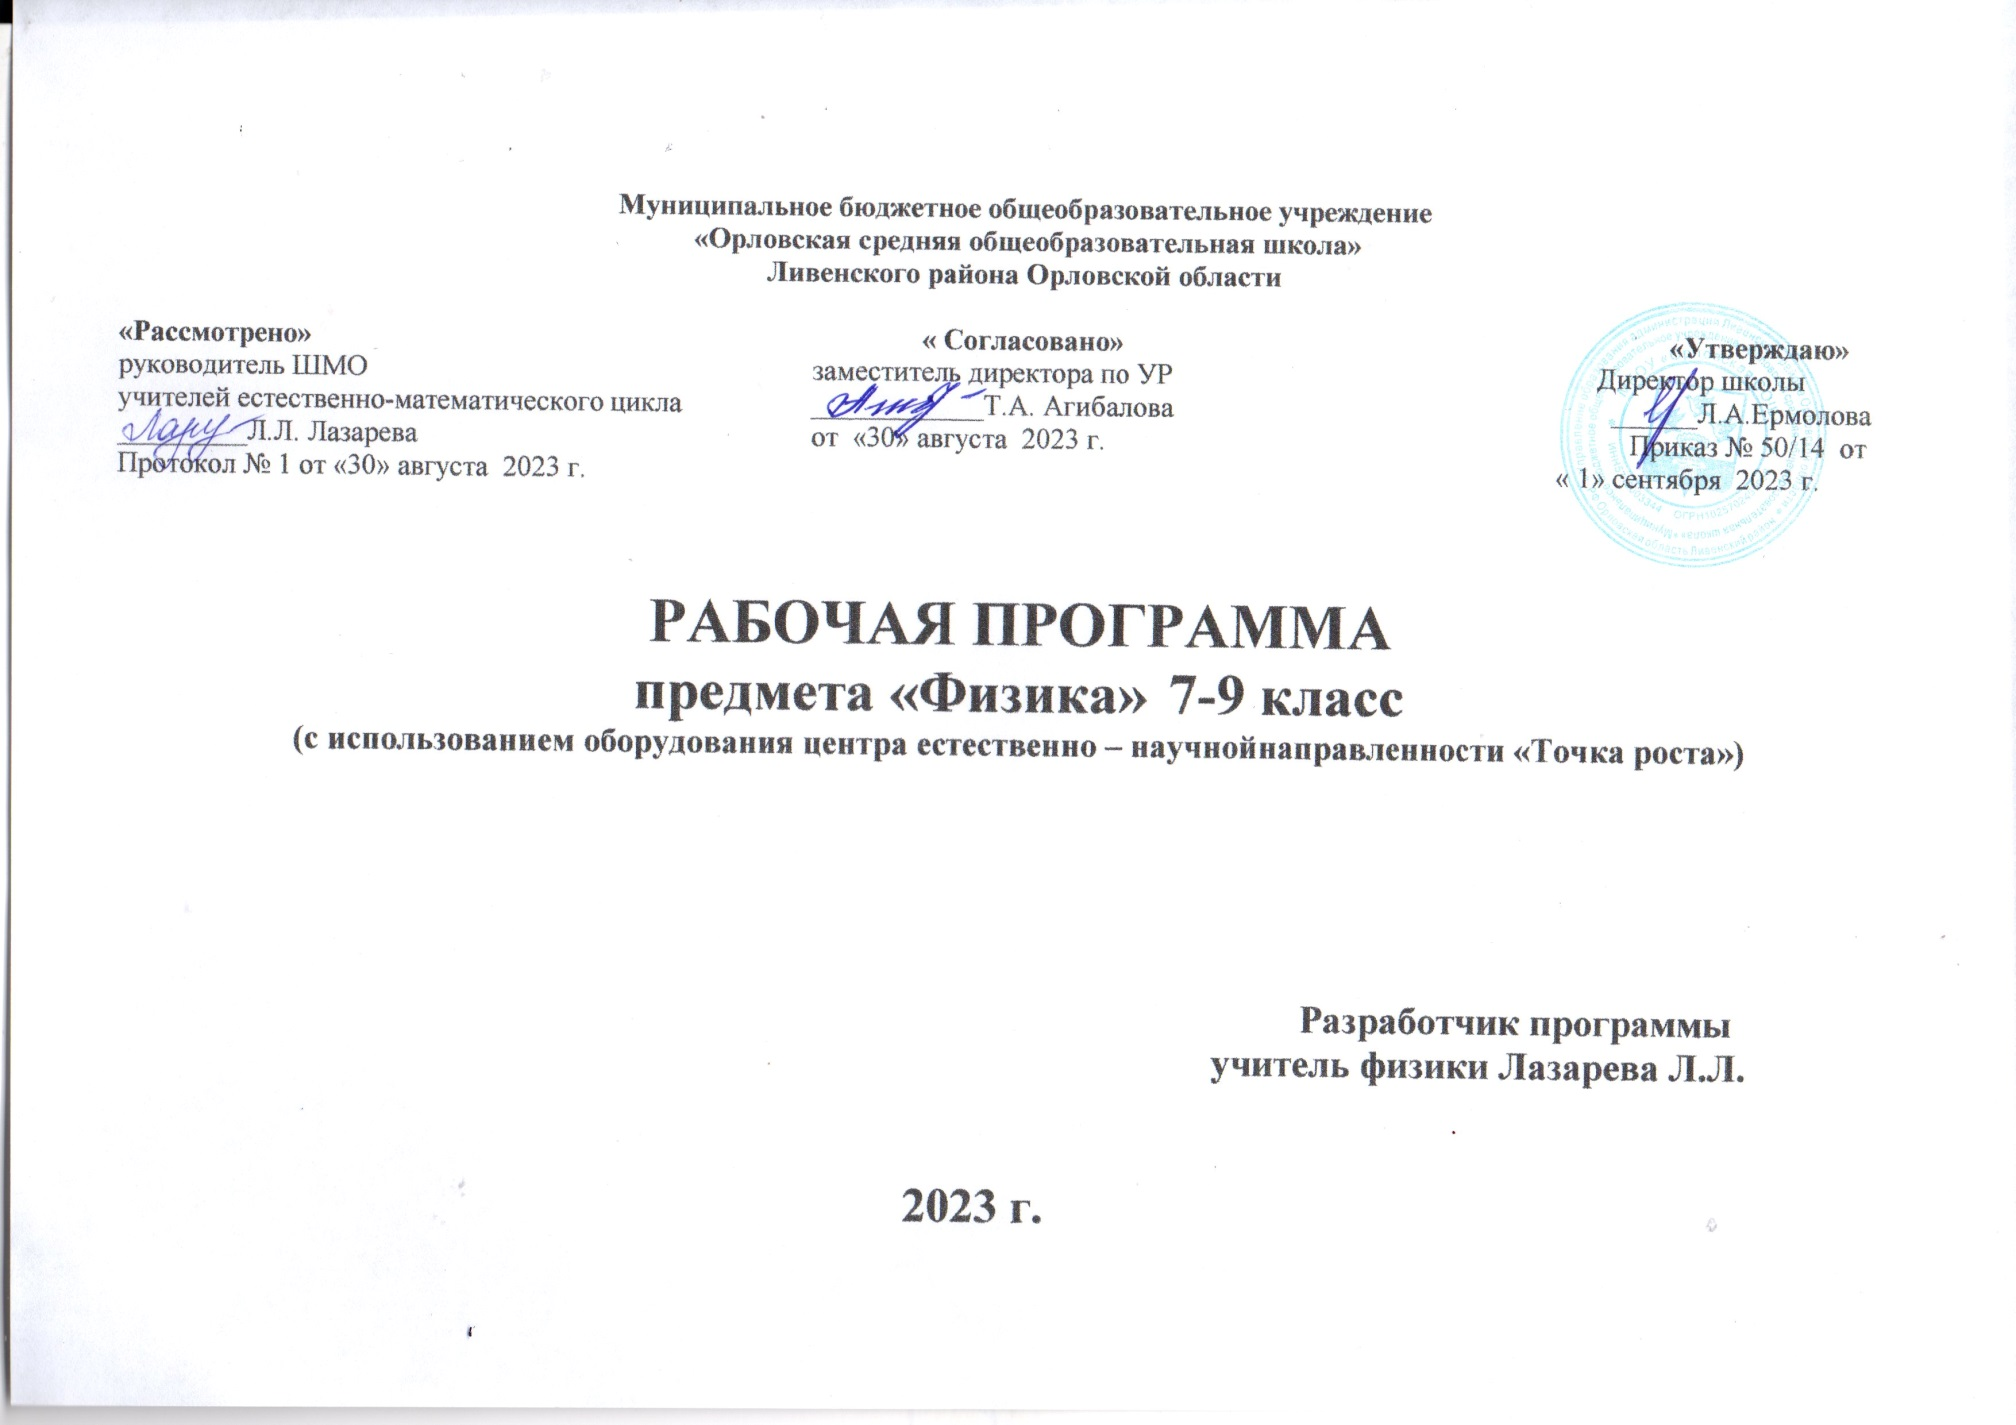 Муниципальное бюджетное общеобразовательное учреждение
«Орловская средняя общеобразовательная школа»
Ливенского района Орловской области
«Рассмотрено»
руководитель ШМО
учителей естественно-математического цикла
_________Л.Л. Лазарева
Протокол № 1 от «30» августа 2023 г.
« Согласовано»
заместитель директора по УР
____________Т.А. Агибалова
от «30» августа 2023 г.
«Утверждаю»
Директор школы
______Л.А.Ермолова
Приказ № 50/14 от
« 1» сентября 2023 г.
РАБОЧАЯ ПРОГРАММА
предмета «Физика» 7-9 класс
(с использованием оборудования центра естественно – научнойнаправленности «Точка роста»)
Разработчик программы
учитель физики Лазарева Л.Л.
2023 г.